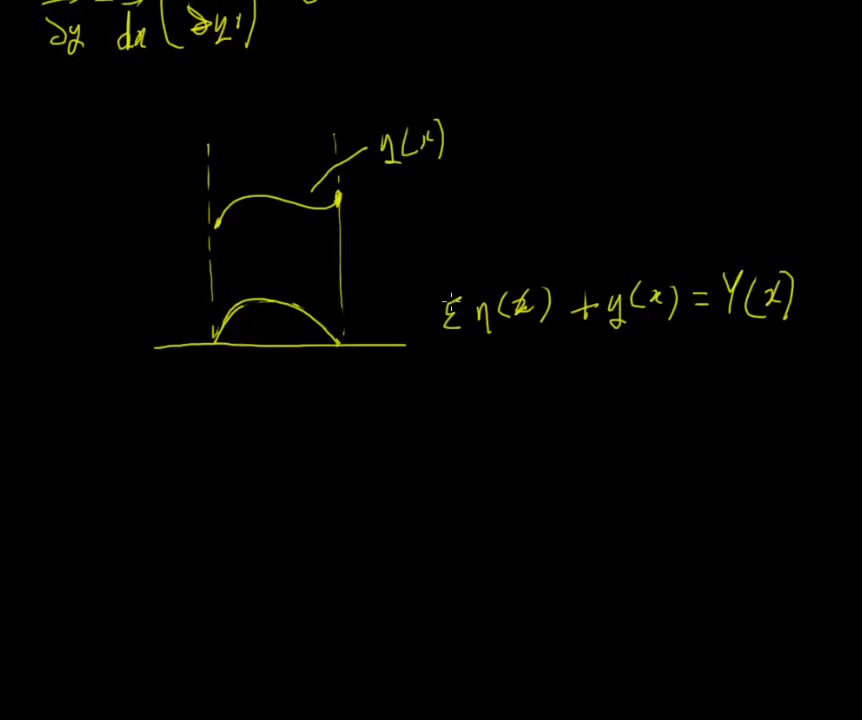 ∂y dx (∂y')
η(x)
ε η(x) + y(x) = Y(x)